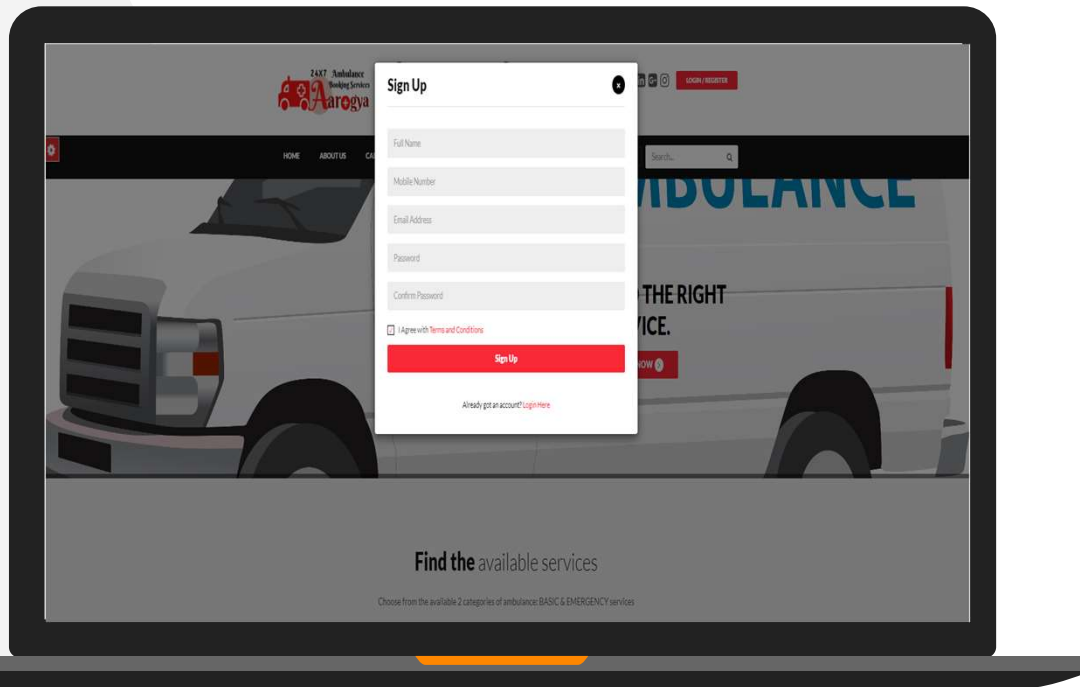 24X7 Ambulance
Booking Services
Aarogya
LOGIN / REGISTER
HOME
ABOUT US
Search...
Sign Up
Full Name
Mobile Number
Email Address
Password
Confirm Password
I Agree with Terms and Conditions
Sign Up
Already got an account? Login Here
THE RIGHT
NOW
Find the available services
Choose from the available 2 categories of ambulance: BASIC & EMERGENCY services